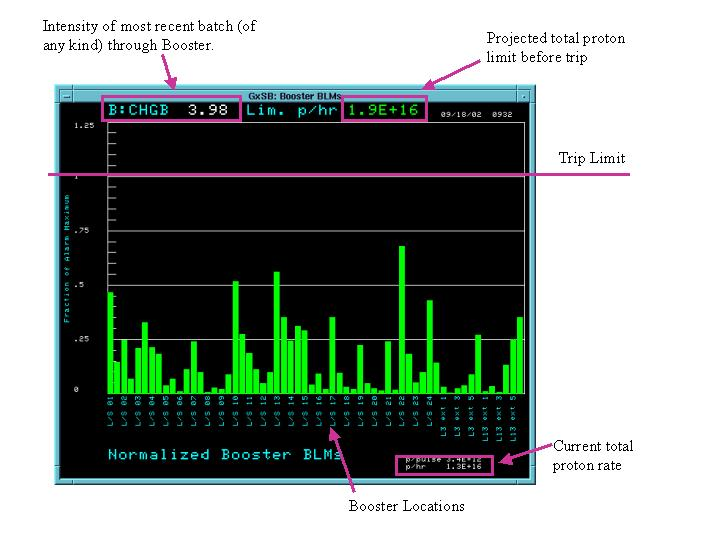 Intensity of most recent batch (of
any kind) through Booster.
Projected total proton
limit before trip
GxSB: Booster BLMs
B:CHGB 3.98 Lim. p/hr 1.9E+16 09/18/02 0932
Trip Limit
Fraction of Alarm Maximum
1.25
1
.75
.5
.25
0
L/S 01
L/S 02
L/S 03
L/S 04
L/S 05
L/S 06
L/S 07
L/S 08
L/S 09
L/S 10
L/S 11
L/S 12
L/S 13
L/S 14
L/S 15
L/S 16
L/S 17
L/S 18
L/S 19
L/S 20
L/S 21
L/S 22
L/S 23
L/S 24
L3 ext 1
L3 ext 3
L3 ext 5
L13 ext 1
L13 ext 3
L13 ext 5
Normalized Booster BLMs
p/pulse 3.4E+12
p/hr 1.3E+16
Current total
proton rate
Booster Locations